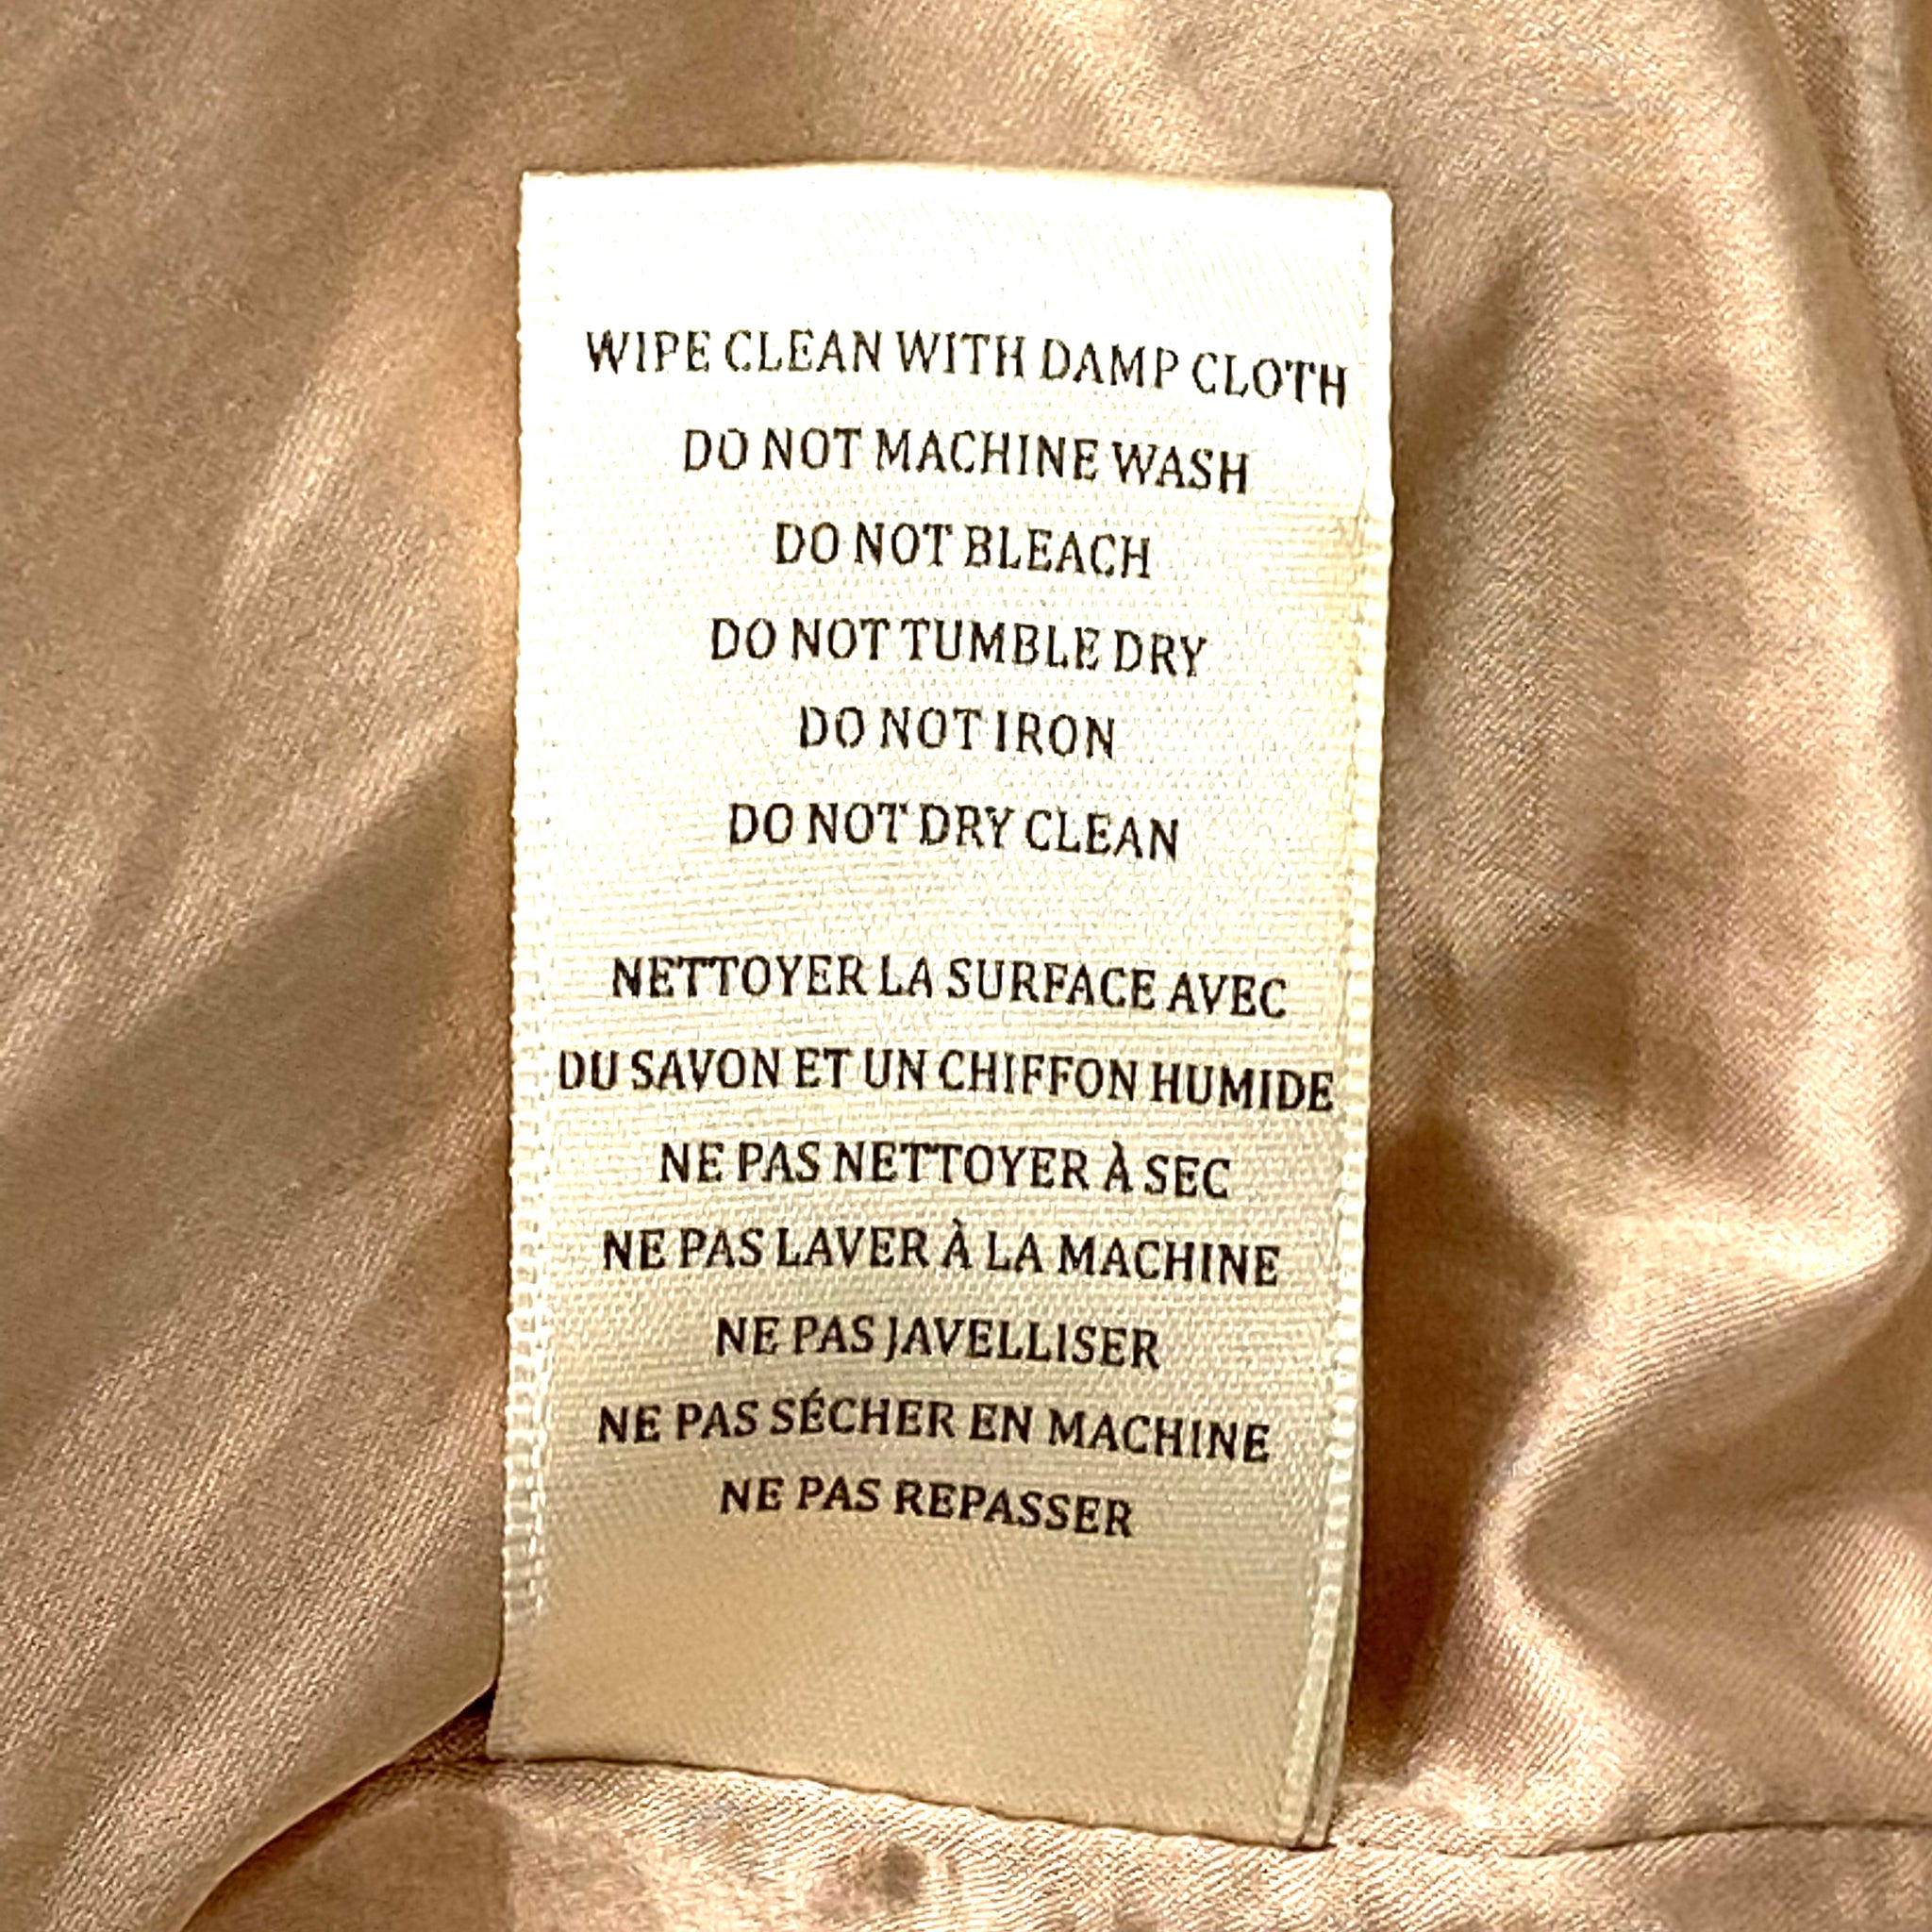 WIPE CLEAN WITH DAMP CLOTH
DO NOT MACHINE WASH
DO NOT BLEACH
DO NOT TUMBLE DRY
DO NOT IRON
DO NOT DRY CLEAN
NETTOYER LA SURFACE AVEC
DU SAVON ET UN CHIFFON HUMIDE
NE PAS NETTOYER À SEC
NE PAS LAVER À LA MACHINE
NE PAS JAVELLISER
NE PAS SÉCHER EN MACHINE
NE PAS REPASSER